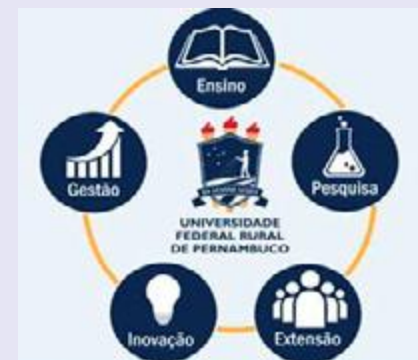 Ensino
Gestão
Pesquisa
UNIVERSIDADE
FEDERAL RURAL
DE PERNAMBUCO
Inovação
Extensão